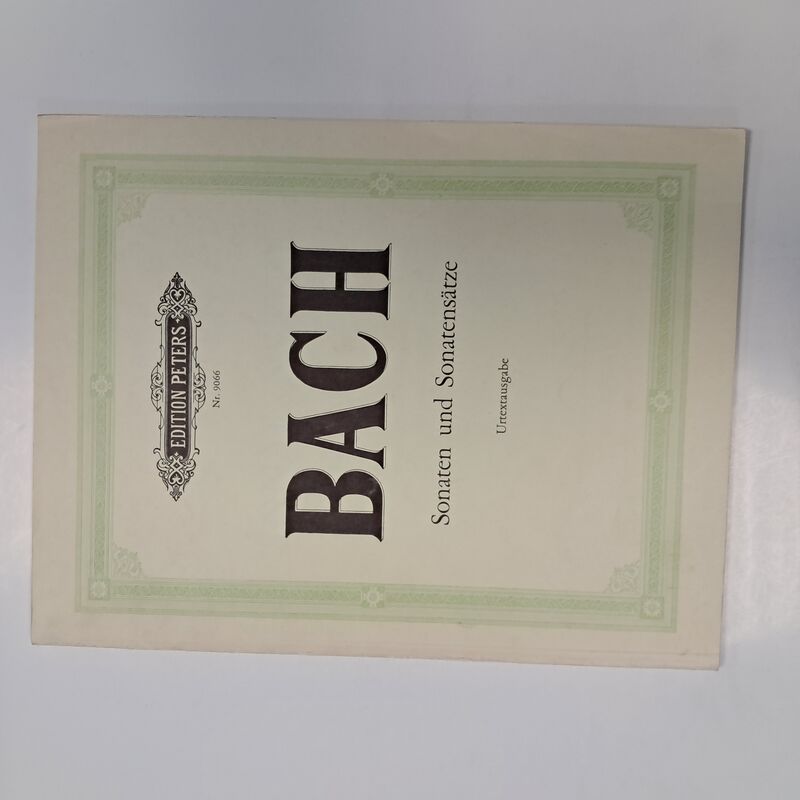 EDITION PETERS
Nr. 9066
BACH
Sonaten und Sonatensätze
Urtextausgabe